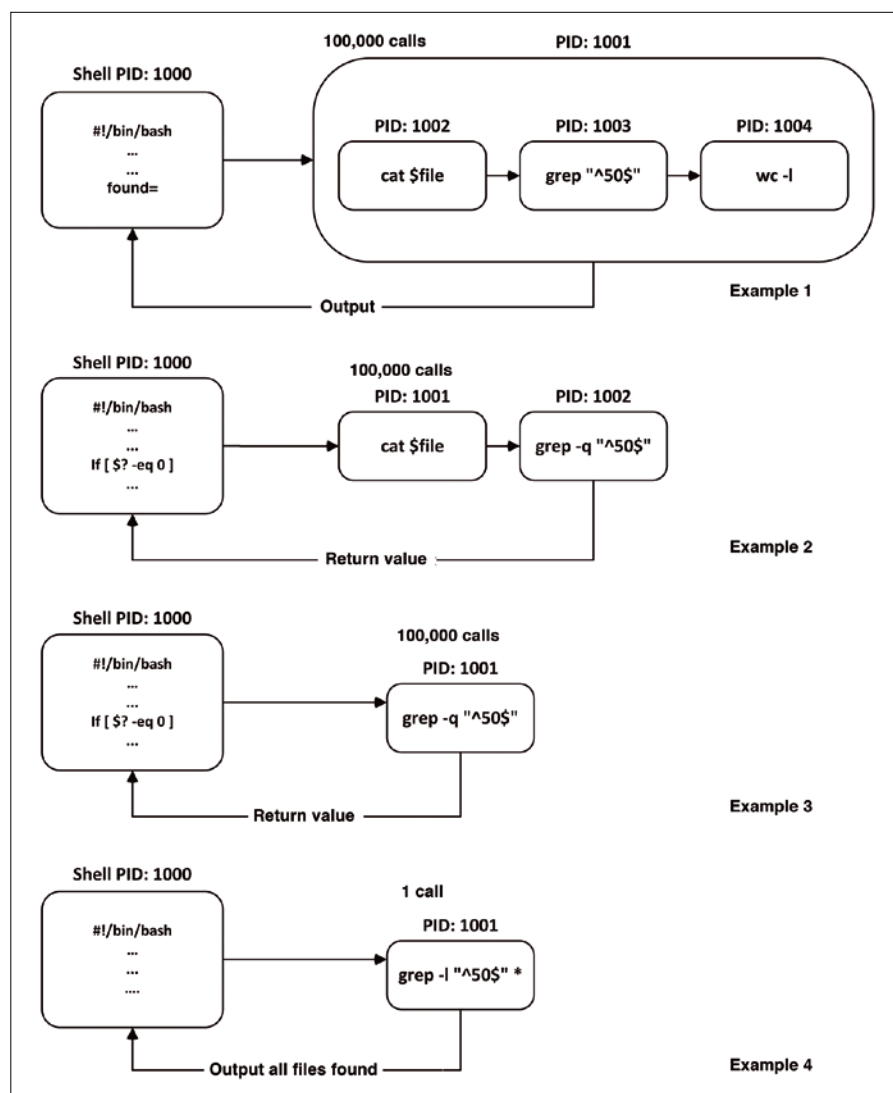 100,000 calls
PID: 1001
Shell PID: 1000
#!/bin/bash
...
...
found=
PID: 1002
PID: 1003
PID: 1004
cat $file
grep "^50$"
wc -l
Output
Example 1
Shell PID: 1000
100,000 calls
PID: 1001
PID: 1002
#!/bin/bash
...
...
If [ $? -eq 0 ]
...
cat $file
grep -q "^50$"
Return value
Example 2
Shell PID: 1000
100,000 calls
PID: 1001
#!/bin/bash
...
...
If [ $? -eq 0 ]
...
grep -q "^50$"
Return value
Example 3
Shell PID: 1000
1 call
PID: 1001
#!/bin/bash
...
...
....
grep -l "^50$" *
Output all files found
Example 4